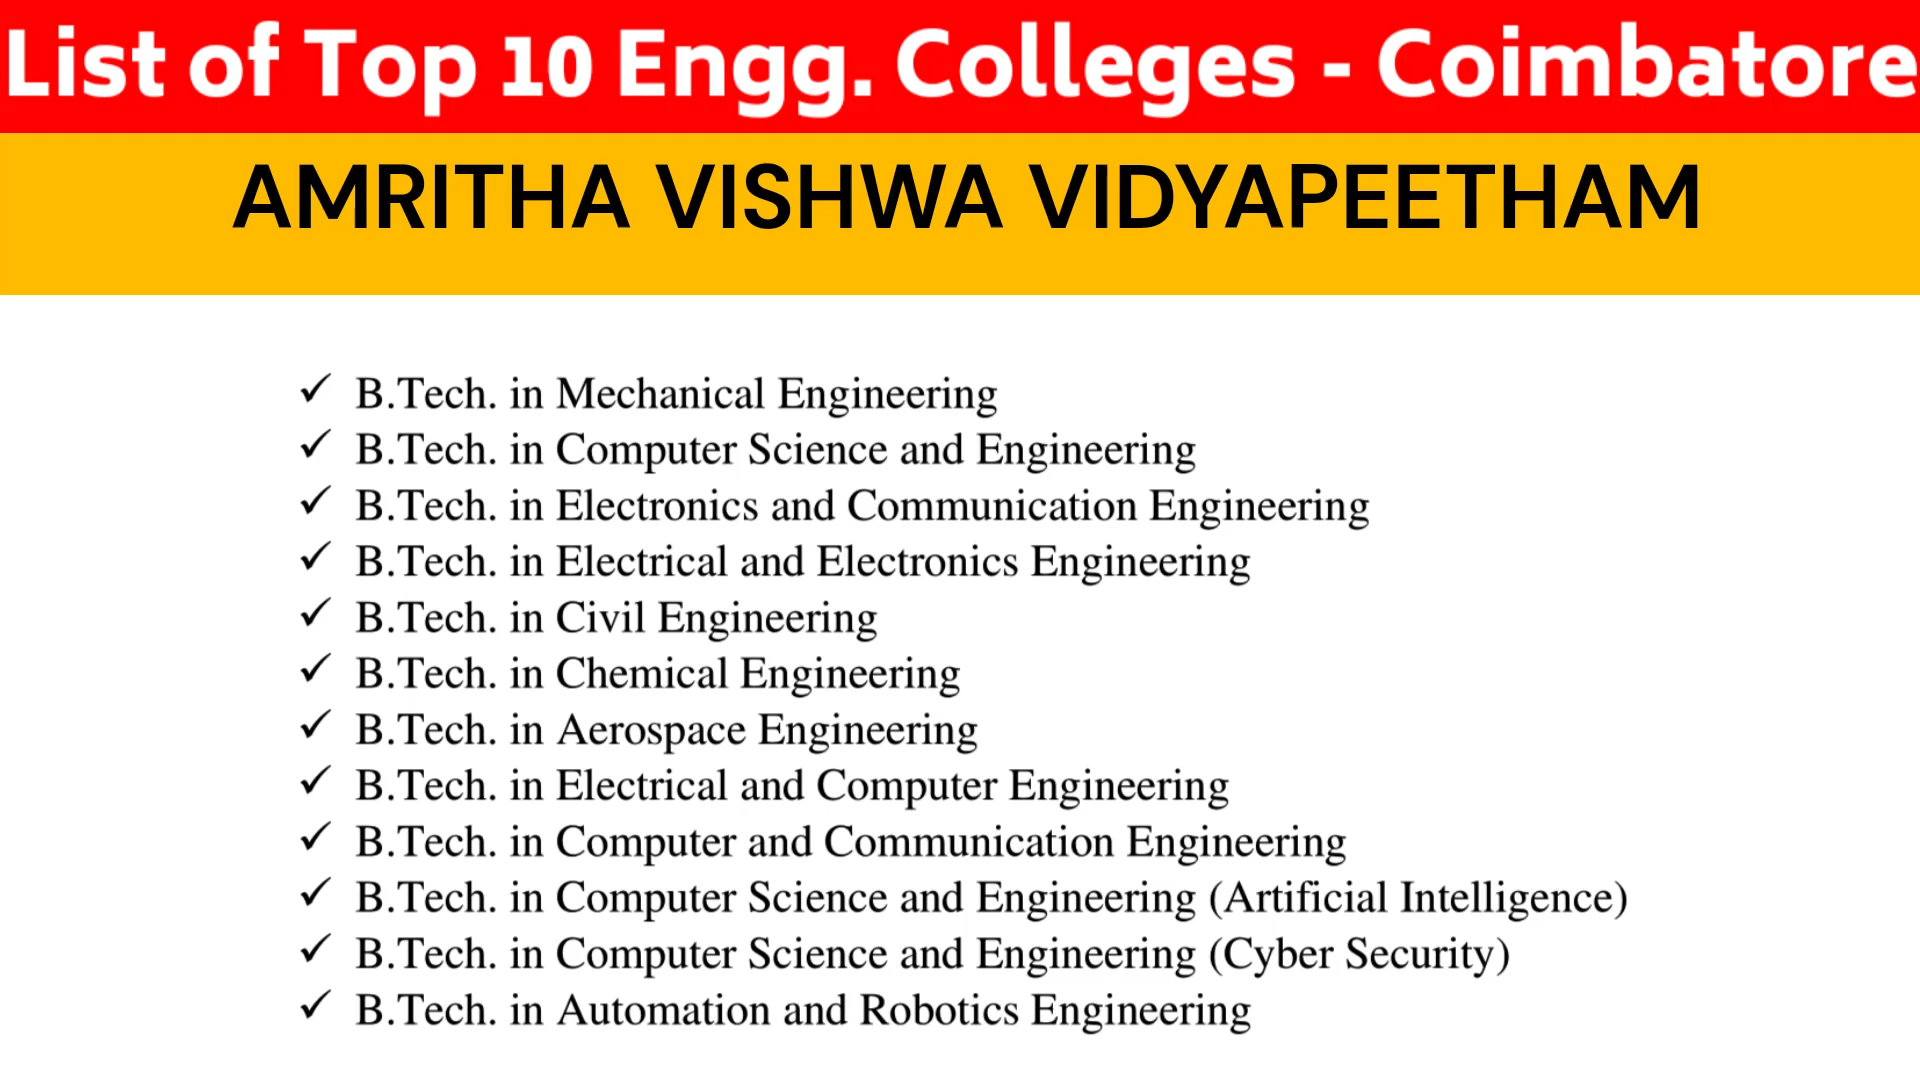 List of Top 10 Engg. Colleges - Coimbatore
AMRITHA VISHWA VIDYAPEETHAM
✓ B.Tech. in Mechanical Engineering
✓ B.Tech. in Computer Science and Engineering
✓ B.Tech. in Electronics and Communication Engineering
✓ B.Tech. in Electrical and Electronics Engineering
✓ B.Tech. in Civil Engineering
✓ B.Tech. in Chemical Engineering
✓ B.Tech. in Aerospace Engineering
✓ B.Tech. in Electrical and Computer Engineering
✓ B.Tech. in Computer and Communication Engineering
✓ B.Tech. in Computer Science and Engineering (Artificial Intelligence)
✓ B.Tech. in Computer Science and Engineering (Cyber Security)
✓ B.Tech. in Automation and Robotics Engineering